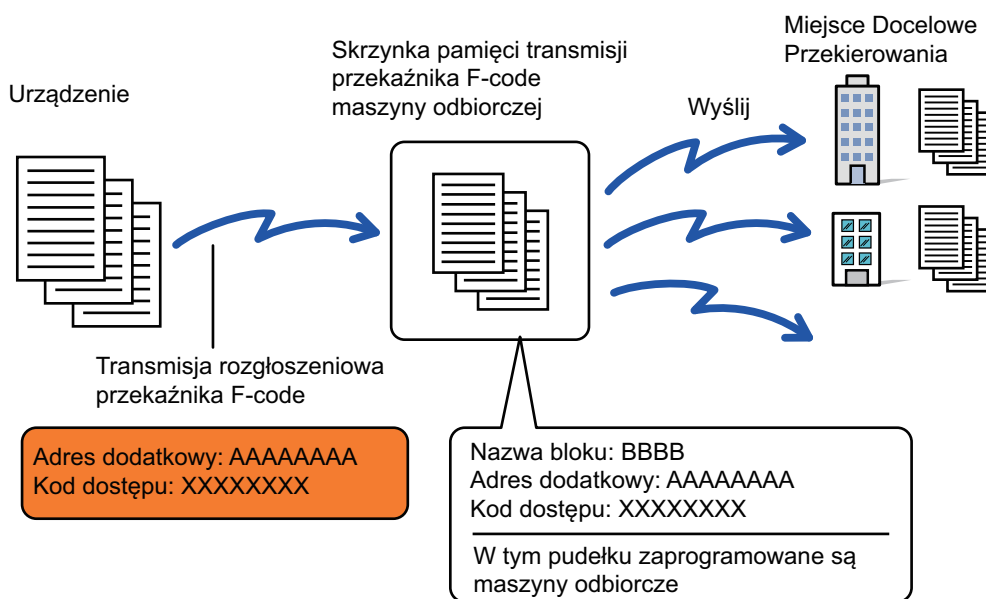 Urządzenie
Skrzynka pamięci transmisji
przekaźnika F-code
maszyny odbiorczej
Wyślij
Miejsce Docelowe
Przekierowania
Transmisja rozgłoszeniowa
przekaźnika F-code
Adres dodatkowy: AAAAAAAA
Kod dostępu: XXXXXXXX
Nazwa bloku: BBBB
Adres dodatkowy: AAAAAAAA
Kod dostępu: XXXXXXXX
W tym pudełku zaprogramowane są
maszyny odbiorcze